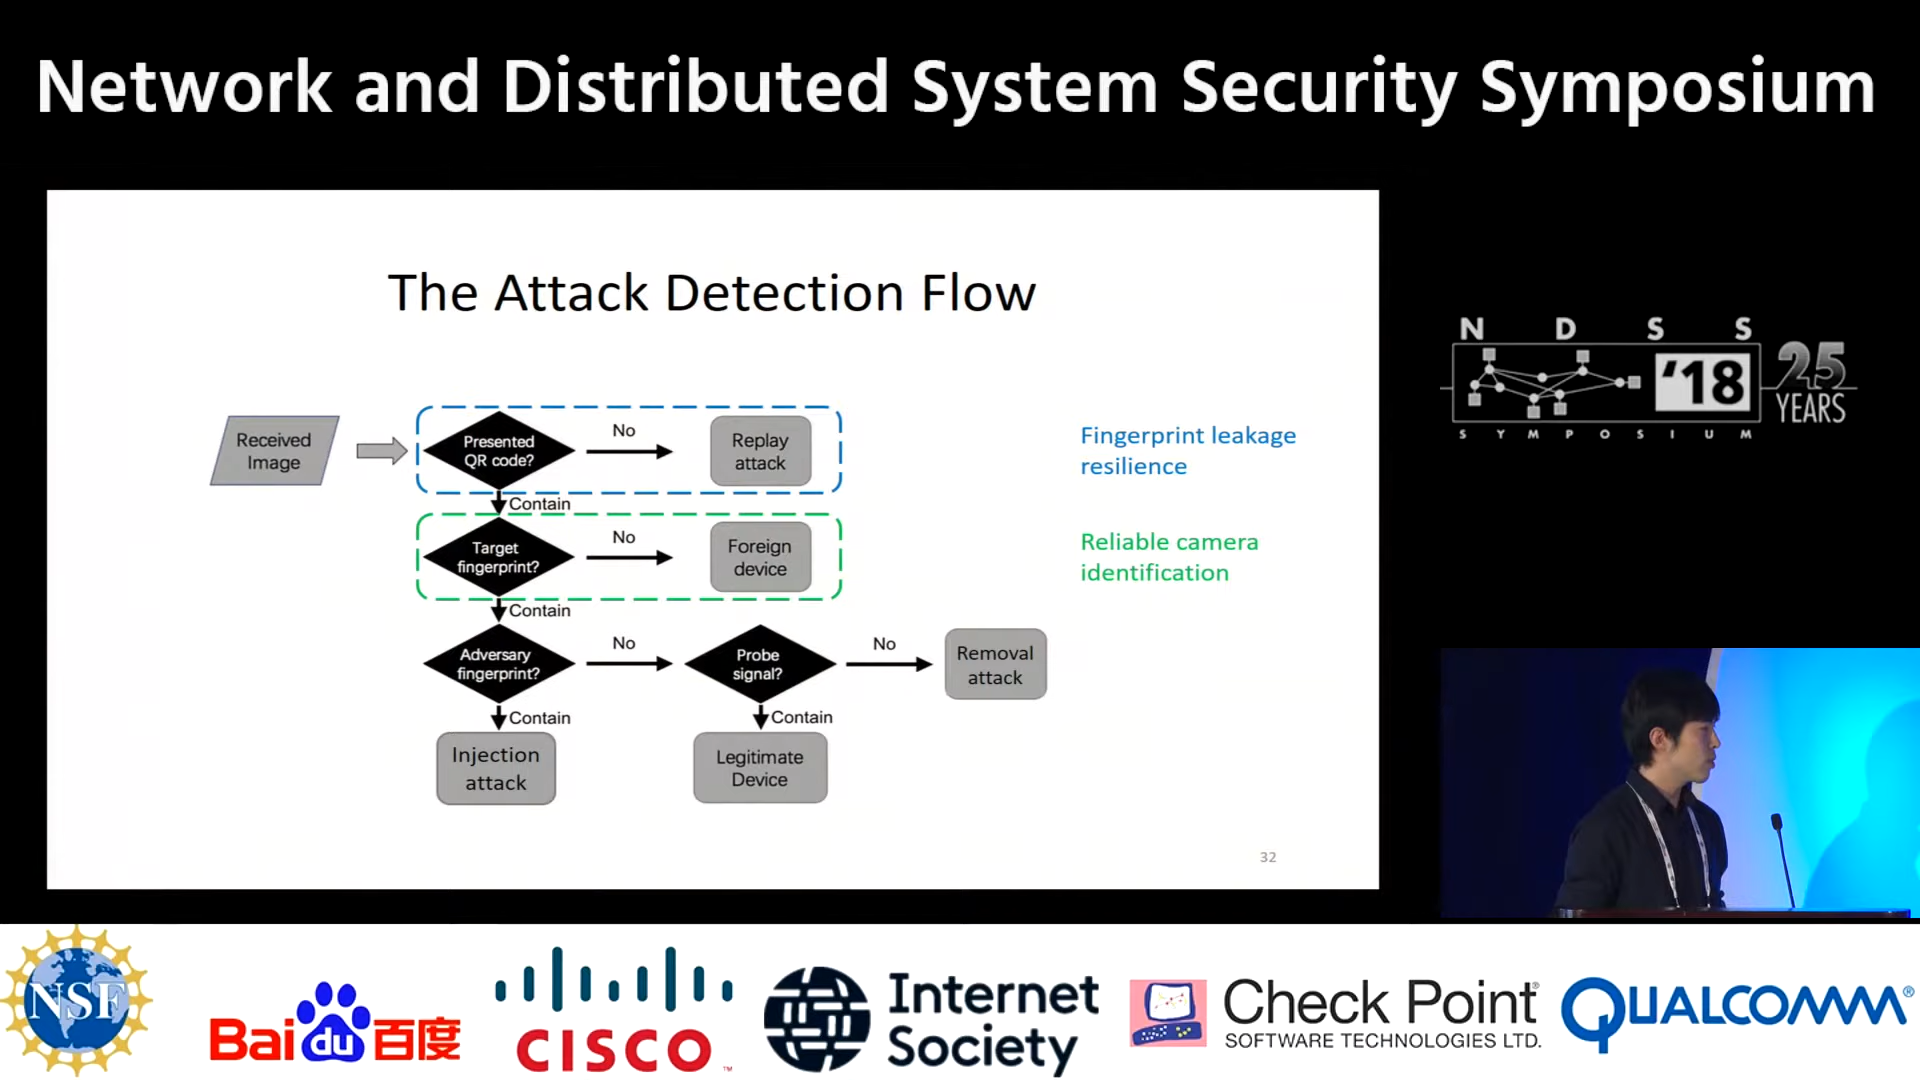 Network and Distributed System Security Symposium
The Attack Detection Flow
Received
Image
Presented
QR code?
No
Replay
attack
Fingerprint leakage
resilience
Contain
Target
fingerprint?
No
Foreign
device
Reliable camera
identification
Contain
Adversary
fingerprint?
No
Probe
signal?
No
Removal
attack
Contain
Contain
Injection
attack
Legitimate
Device
32
N D S S
'18
25
YEARS
S Y M P O S I U M
NSF
Bai du 百度
CISCO™
Internet
Society
Check Point®
SOFTWARE TECHNOLOGIES LTD.
QUALCOMM®